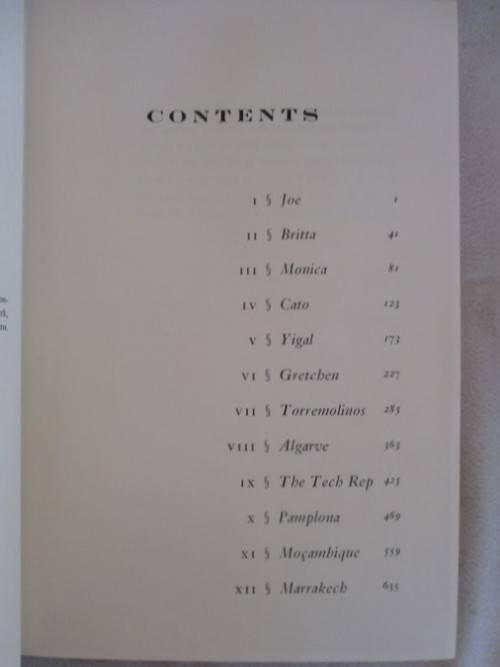 CONTENTS
I § Joe 1
II § Britta 41
III § Monica 81
IV § Cato 123
V § Yigal 173
VI § Gretchen 227
VII § Torremolinos 285
VIII § Algarve 363
IX § The Tech Rep 425
X § Pamplona 469
XI § Moçambique 559
XII § Marrakech 635